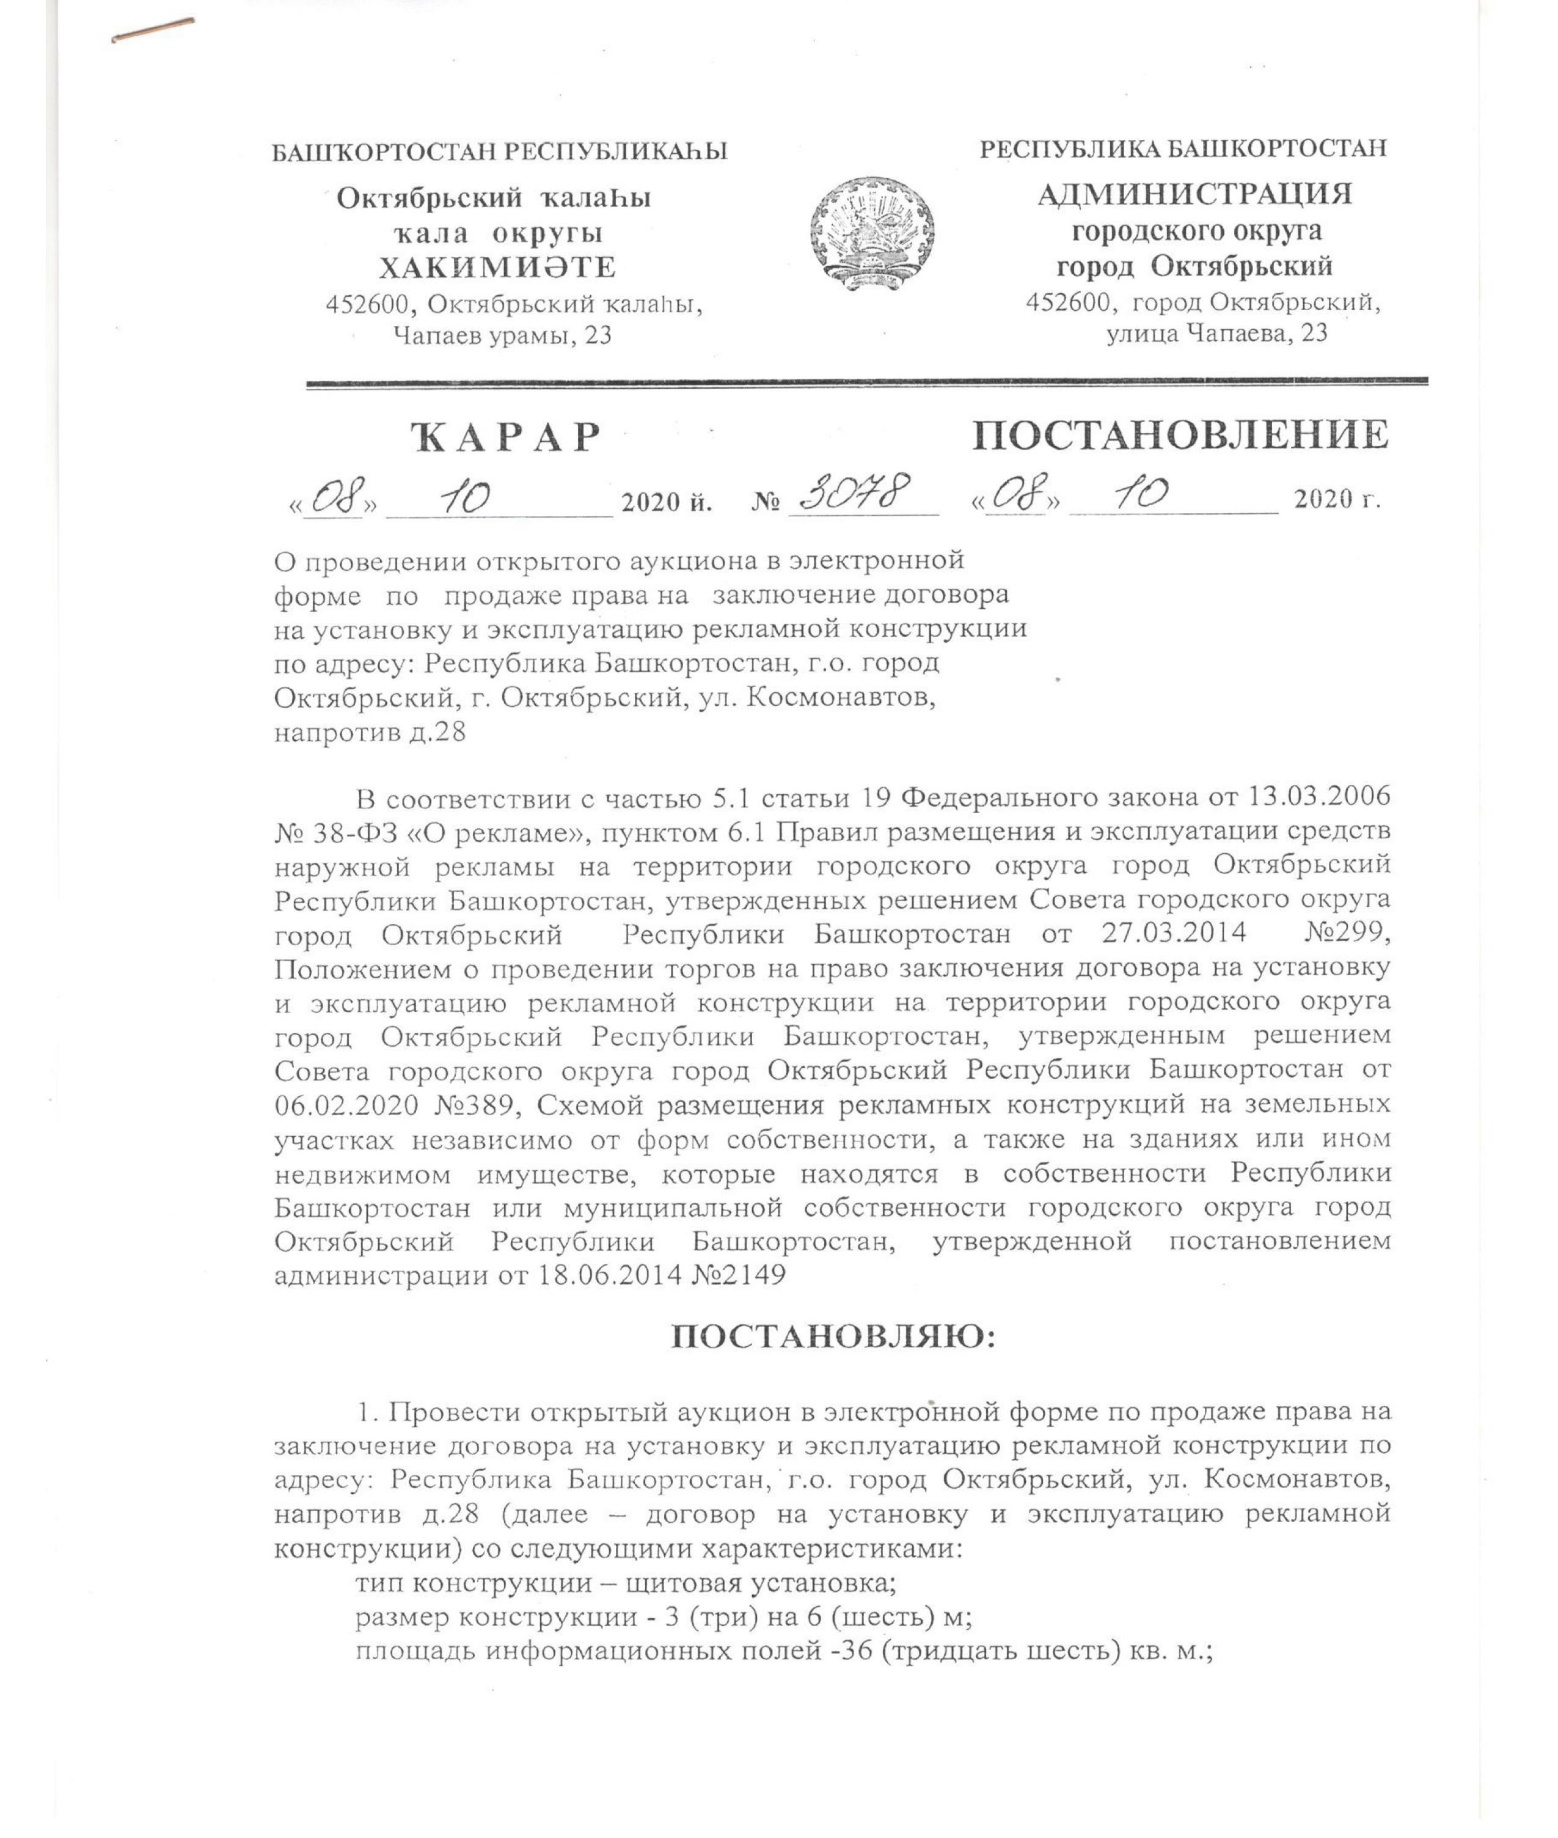 БАШҠОРТОСТАН РЕСПУБЛИКАҺЫ
Октябрьский ҡалаһы
ҡала округы
ХАКИМИӘТЕ
452600, Октябрьский ҡалаһы,
Чапаев урамы, 23
РЕСПУБЛИКА БАШКОРТОСТАН
АДМИНИСТРАЦИЯ
городского округа
город Октябрьский
452600, город Октябрьский,
улица Чапаева, 23
ҠАРАР
ПОСТАНОВЛЕНИЕ
«08» 10 2020 й. № 3078 «08» 10 2020 г.
О проведении открытого аукциона в электронной
форме по продаже права на заключение договора
на установку и эксплуатацию рекламной конструкции
по адресу: Республика Башкортостан, г.о. город
Октябрьский, г. Октябрьский, ул. Космонавтов,
напротив д.28
В соответствии с частью 5.1 статьи 19 Федерального закона от 13.03.2006
№ 38-ФЗ «О рекламе», пунктом 6.1 Правил размещения и эксплуатации средств
наружной рекламы на территории городского округа город Октябрьский
Республики Башкортостан, утвержденных решением Совета городского округа
город Октябрьский Республики Башкортостан от 27.03.2014 №299,
Положением о проведении торгов на право заключения договора на установку
и эксплуатацию рекламной конструкции на территории городского округа
город Октябрьский Республики Башкортостан, утвержденным решением
Совета городского округа город Октябрьский Республики Башкортостан от
06.02.2020 №389, Схемой размещения рекламных конструкций на земельных
участках независимо от форм собственности, а также на зданиях или ином
недвижимом имуществе, которые находятся в собственности Республики
Башкортостан или муниципальной собственности городского округа город
Октябрьский Республики Башкортостан, утвержденной постановлением
администрации от 18.06.2014 №2149
ПОСТАНОВЛЯЮ:
1. Провести открытый аукцион в электронной форме по продаже права на
заключение договора на установку и эксплуатацию рекламной конструкции по
адресу: Республика Башкортостан, г.о. город Октябрьский, ул. Космонавтов,
напротив д.28 (далее – договор на установку и эксплуатацию рекламной
конструкции) со следующими характеристиками:
тип конструкции – щитовая установка;
размер конструкции - 3 (три) на 6 (шесть) м;
площадь информационных полей -36 (тридцать шесть) кв. м.;